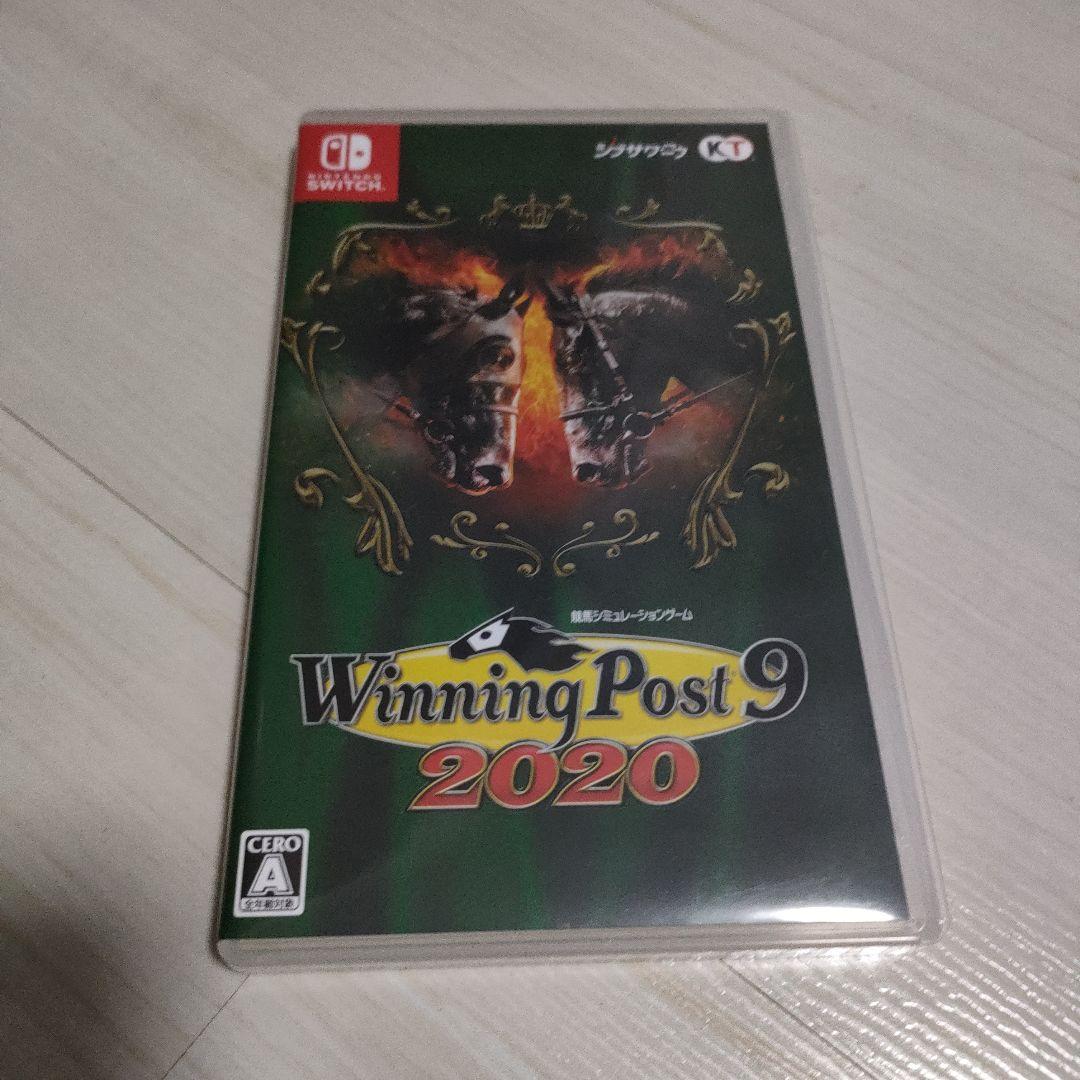 NINTENDO
SWITCH
シブサワ・コウ
KT
競馬シミュレーションゲーム
Winning Post 9
2020
CERO
A
全年齢対象